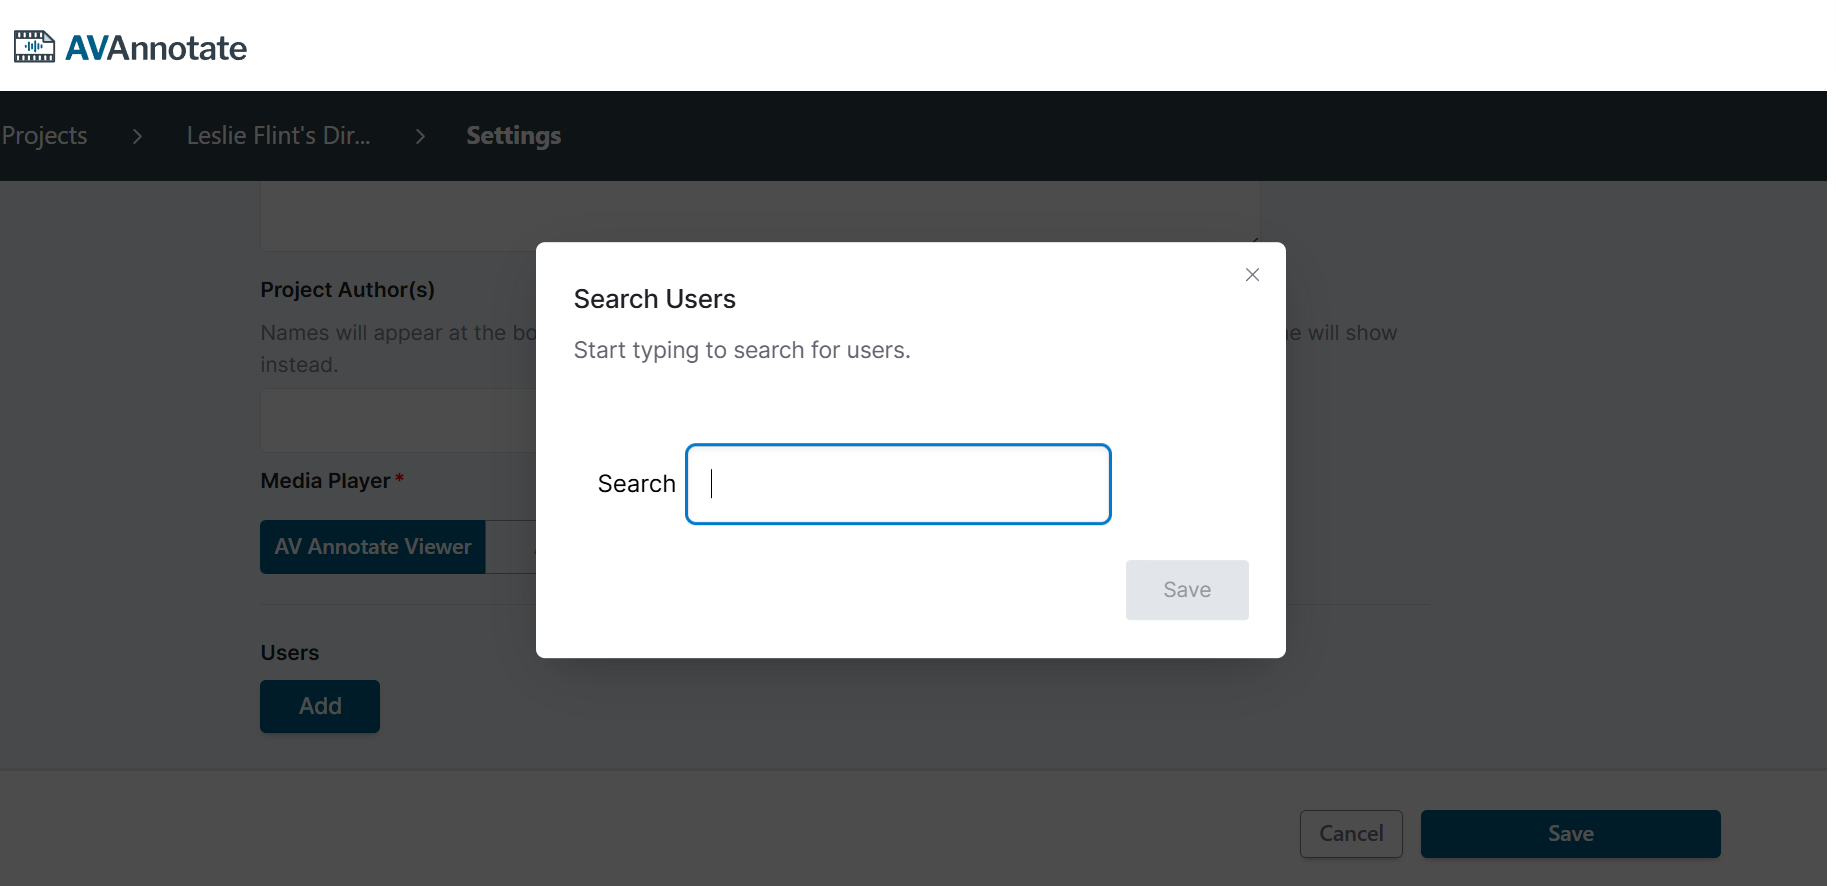 AVAnnotate
Projects > Leslie Flint's Dir... > Settings
Project Author(s)
Names will appear at the bo
e will show
instead.
Media Player*
AV Annotate Viewer
Users
Add
Search Users
Start typing to search for users.
Search
Save
Cancel
Save